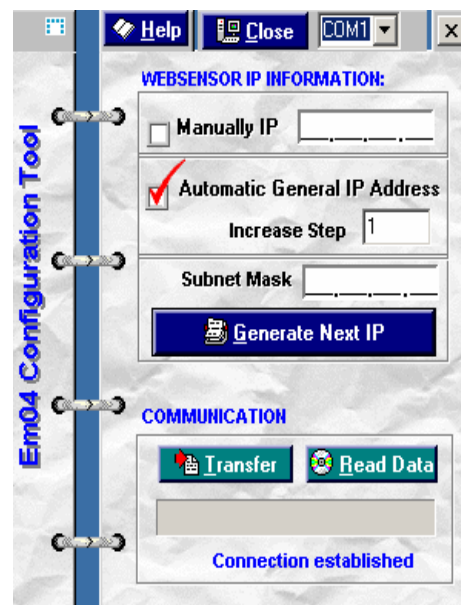 Help Close COM1
WEBSENSOR IP INFORMATION:
Manually IP _._._._
Automatic General IP Address
Increase Step 1
Subnet Mask _._._._
Generate Next IP
COMMUNICATION
Transfer Read Data
Connection established
Em04 Configuration Tool